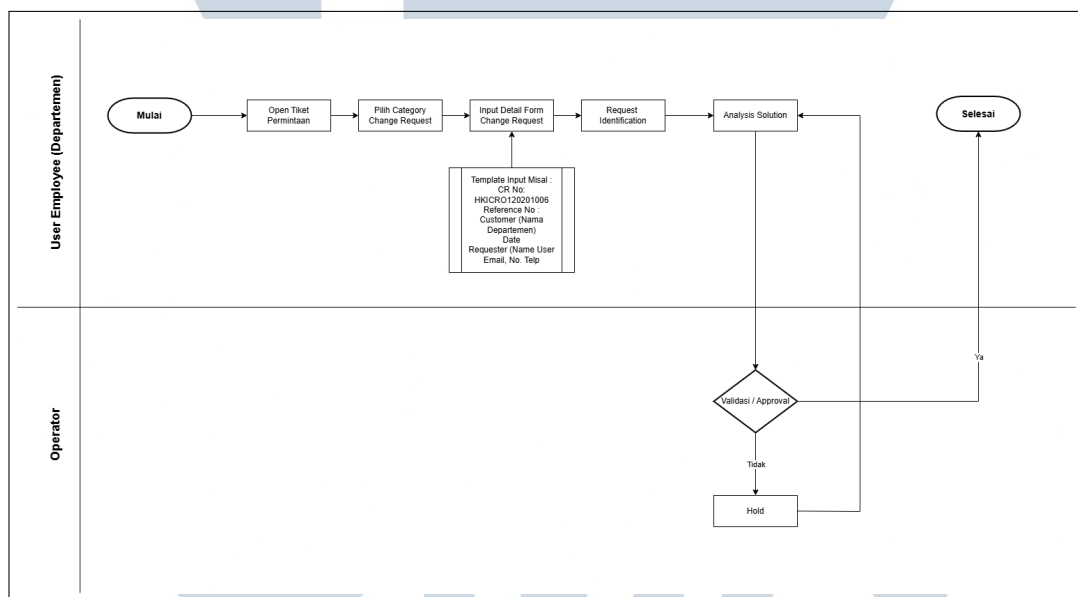 User Employee (Departemen)
Mulai
Open Tiket
Permintaan
Pilih Category
Change Request
Input Detail Form
Change Request
Request
Identification
Analysis Solution
Selesai
Template Input Misal :
CR No:
HKICRO120201006
Reference No :
Customer (Nama
Departemen)
Date
Requester (Name User
Email, No. Telp
Operator
Validasi / Approval
Ya
Tidak
Hold